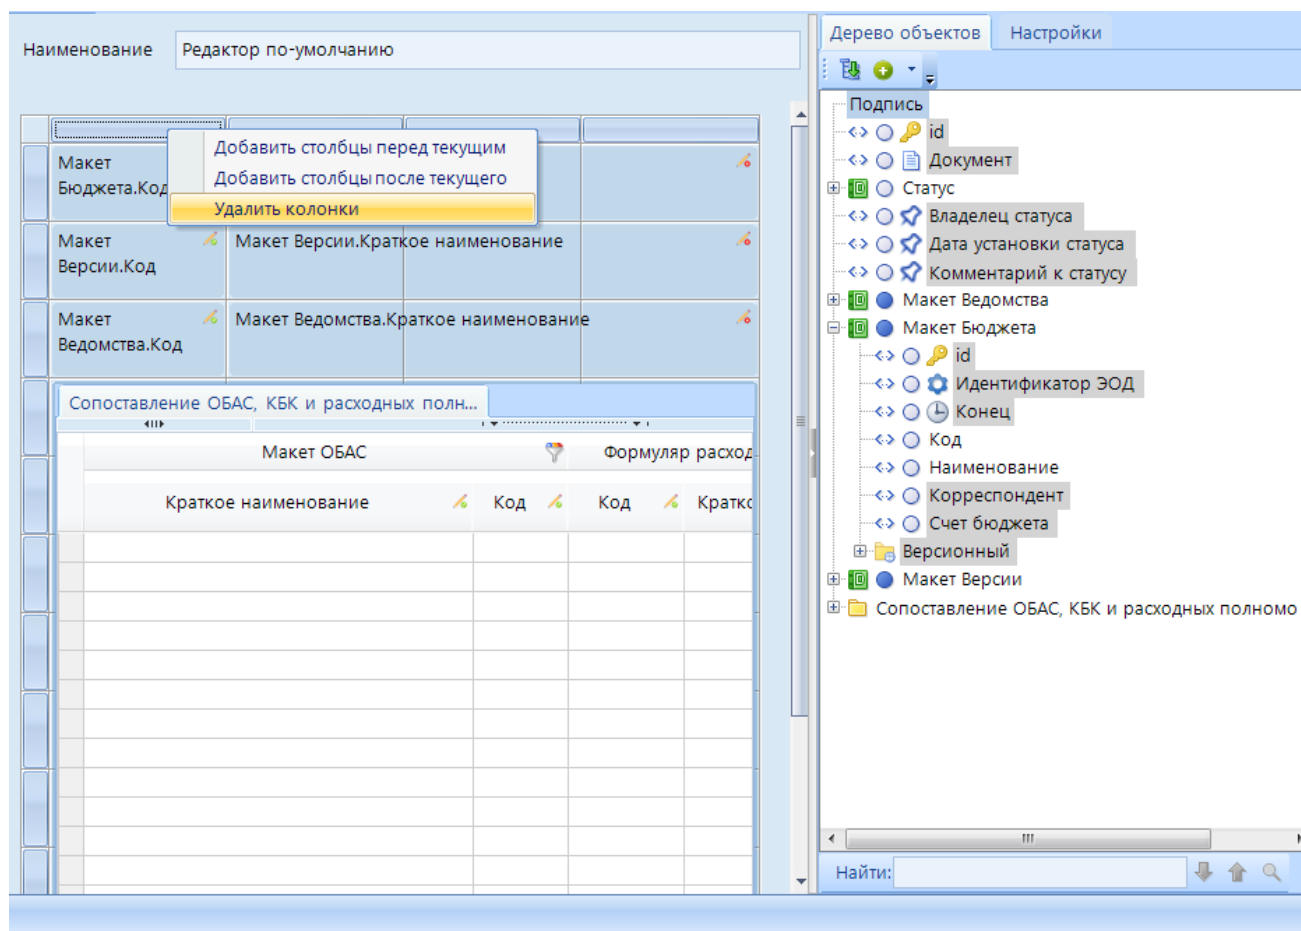 Наименование
Редактор по-умолчанию
Макет
Бюджета.Код
Добавить столбцы перед текущим
Добавить столбцы после текущего
Удалить колонки
Макет
Версии.Код
Макет Версии.Краткое наименование
Макет
Ведомства.Код
Макет Ведомства.Краткое наименование
Сопоставление ОБАС, КБК и расходных полн...
Макет ОБАС
Формуляр расход
Краткое наименование
Код
Код
Кратко
Дерево объектов
Настройки
Подпись
id
Документ
Статус
Владелец статуса
Дата установки статуса
Комментарий к статусу
Макет Ведомства
Макет Бюджета
id
Идентификатор ЭОД
Конец
Код
Наименование
Корреспондент
Счет бюджета
Версионный
Макет Версии
Сопоставление ОБАС, КБК и расходных полномо
Найти: